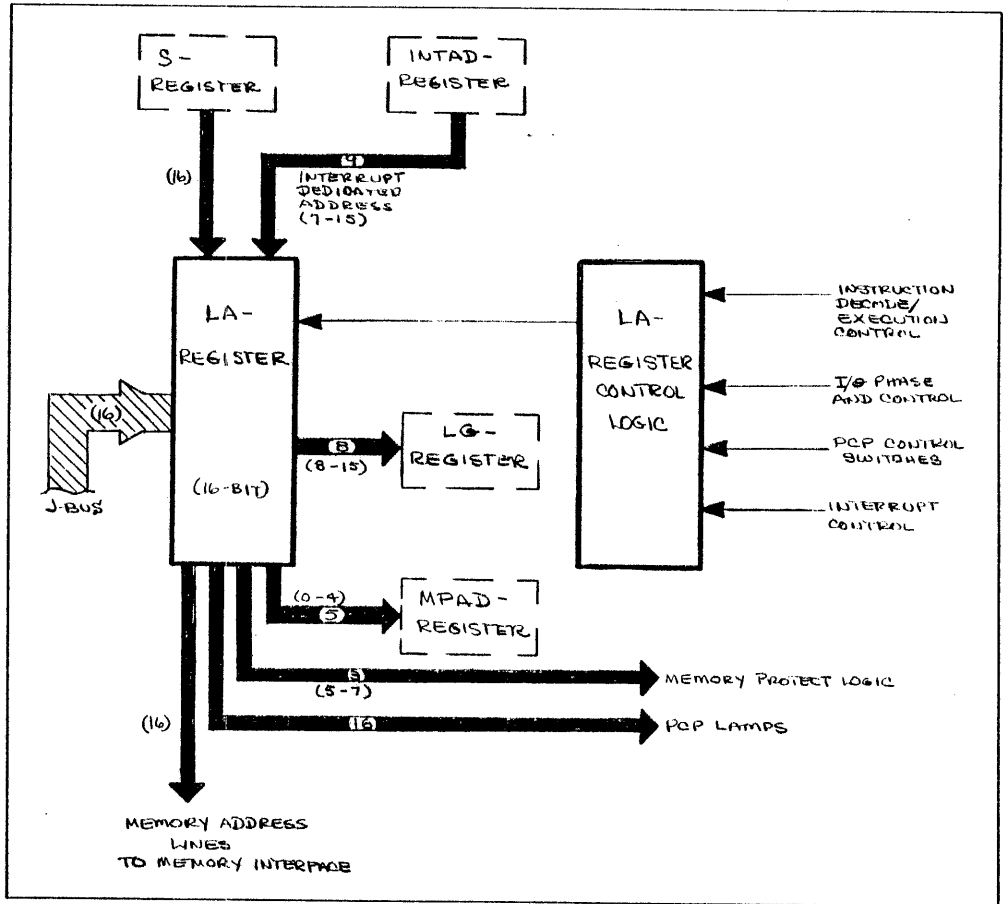 S-
REGISTER
INTAD-
REGISTER
(16)
9
INTERRUPT
DEDICATED
ADDRESS
(7-15)
LA-
REGISTER
(16-BIT)
(16)
J-BUS
LA-
REGISTER
CONTROL
LOGIC
INSTRUCTION
DECODE/
EXECUTION
CONTROL
I/O PHASE
AND CONTROL
PCP CONTROL
SWITCHES
INTERRUPT
CONTROL
8
(8-15)
LG-
REGISTER
(0-4)
5
MPAD-
REGISTER
3
(5-7)
MEMORY PROTECT LOGIC
16
PCP LAMPS
(16)
MEMORY ADDRESS
LINES
TO MEMORY INTERFACE